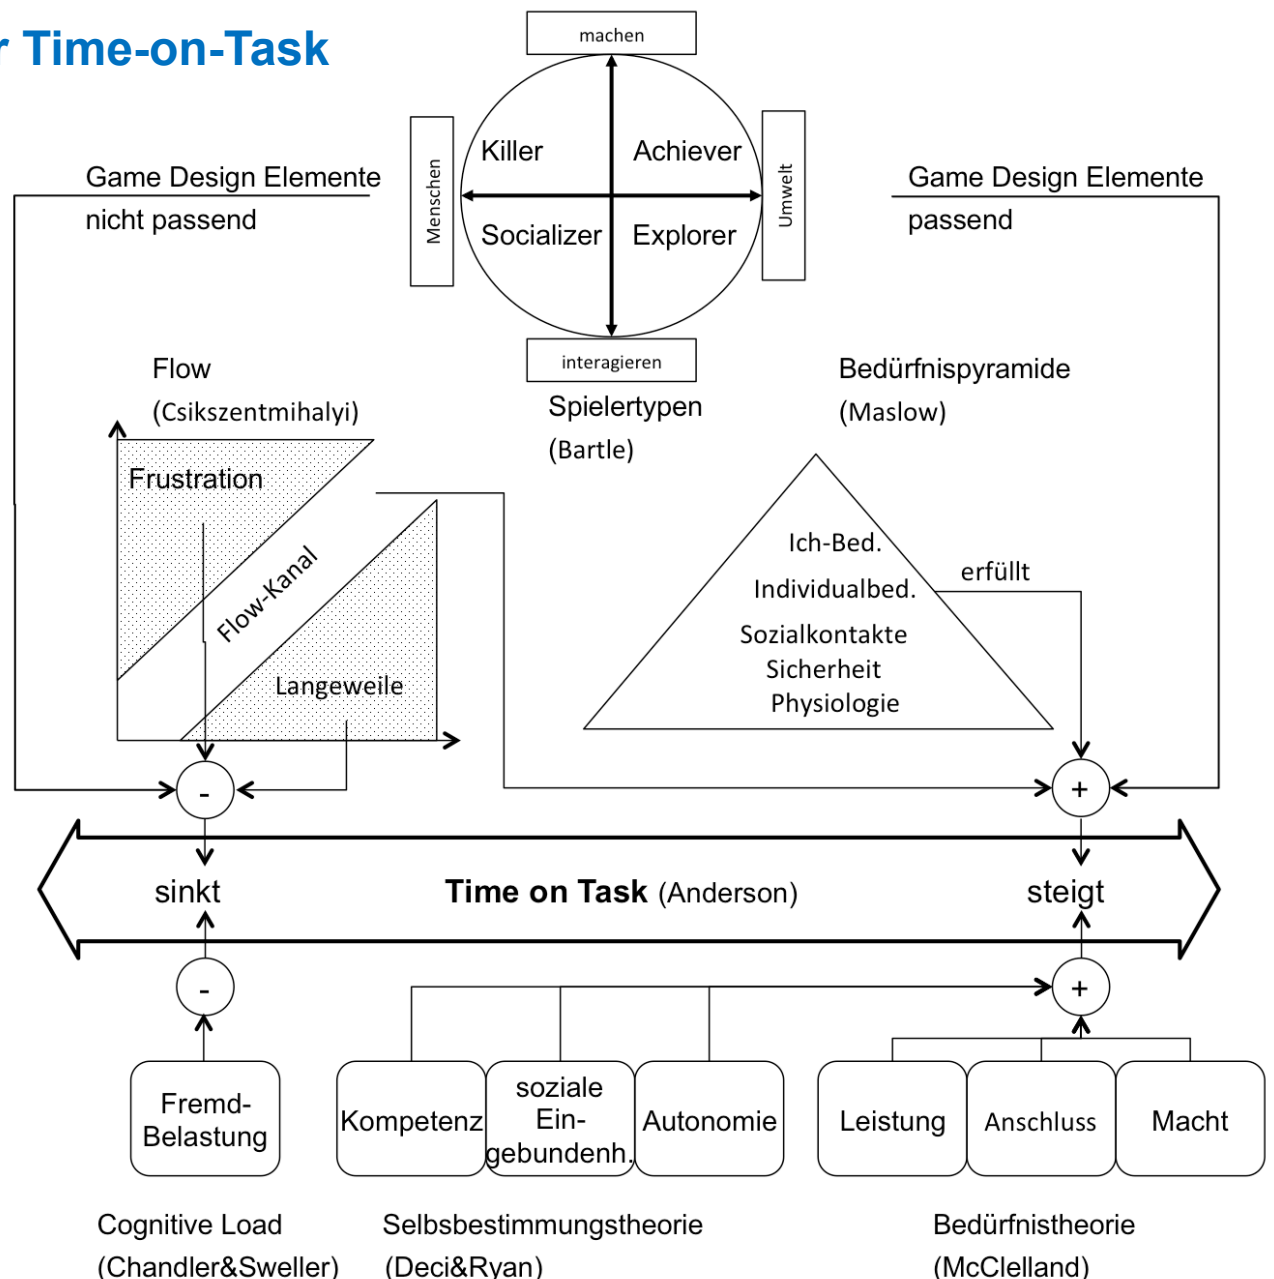 r Time-on-Task
machen
Killer
Achiever
Menschen
Umwelt
Socializer
Explorer
interagieren
Spielertypen
(Bartle)
Game Design Elemente
nicht passend
Game Design Elemente
passend
Flow
(Csikszentmihalyi)
Frustration
Flow-Kanal
Langeweile
Bedürfnispyramide
(Maslow)
Ich-Bed.
Individualbed.
Sozialkontakte
Sicherheit
Physiologie
erfüllt
-
+
sinkt
Time on Task (Anderson)
steigt
-
+
Fremd-
Belastung
Kompetenz
soziale
Ein-
gebundenh.
Autonomie
Leistung
Anschluss
Macht
Cognitive Load
(Chandler&Sweller)
Selbsbestimmungstheorie
(Deci&Ryan)
Bedürfnistheorie
(McClelland)